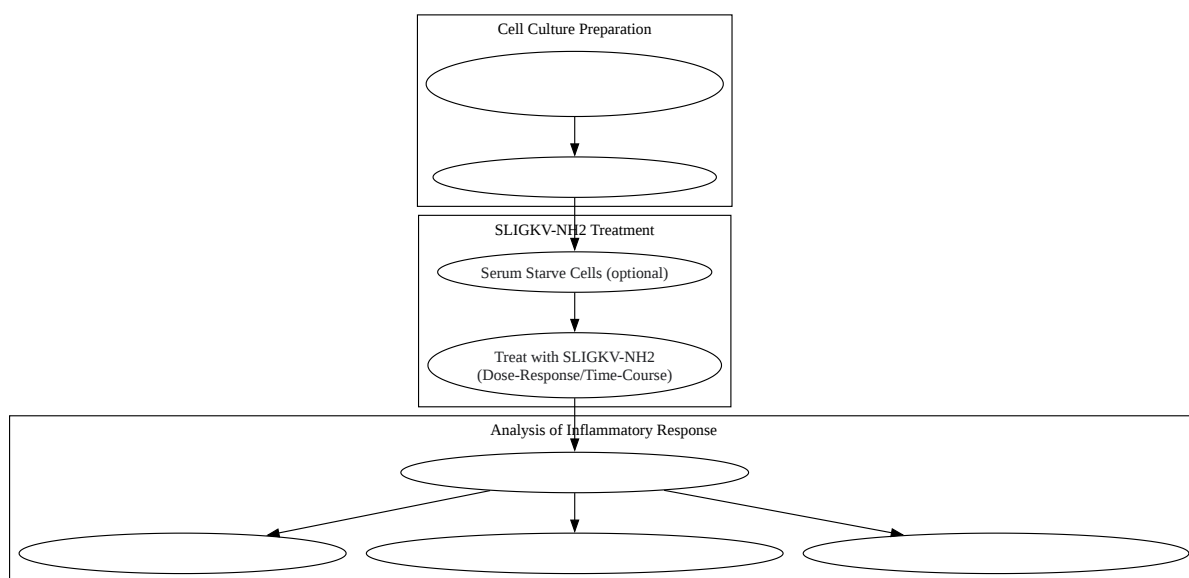 Cell Culture Preparation
SLIGKV-NH2 Treatment
Serum Starve Cells (optional)
Treat with SLIGKV-NH2
(Dose-Response/Time-Course)
Analysis of Inflammatory Response